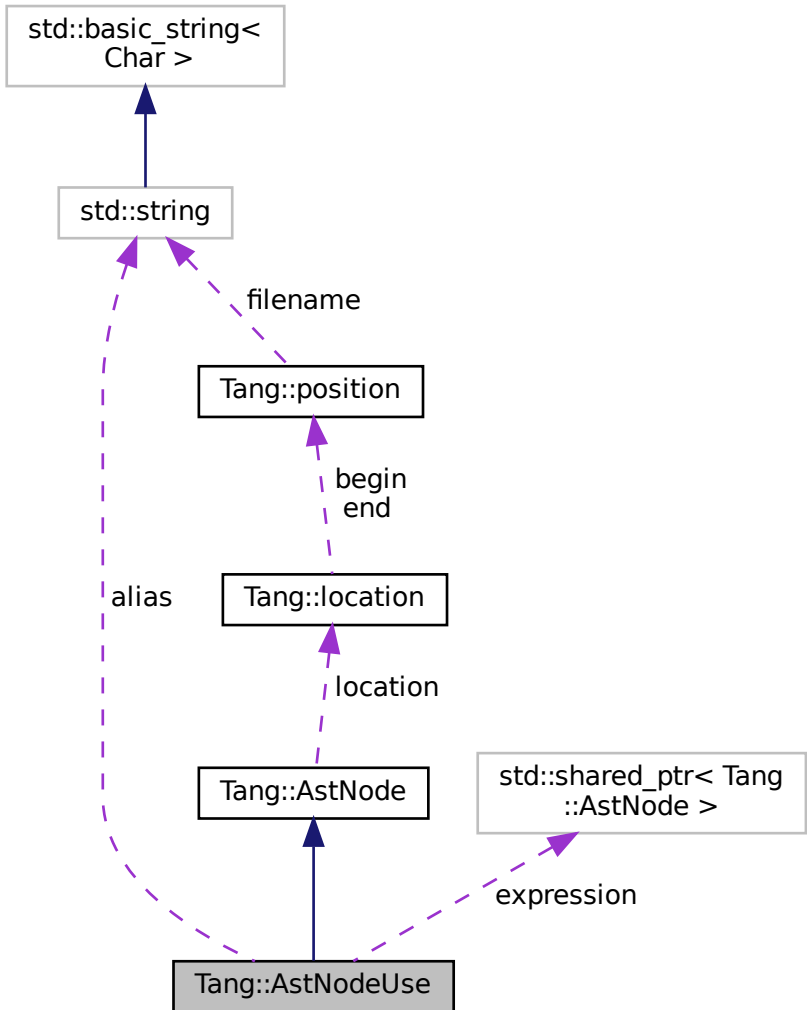 std::basic_string<
Char >
std::string
filename
Tang::position
begin
end
alias
Tang::location
location
Tang::AstNode
std::shared_ptr< Tang
::AstNode >
expression
Tang::AstNodeUse